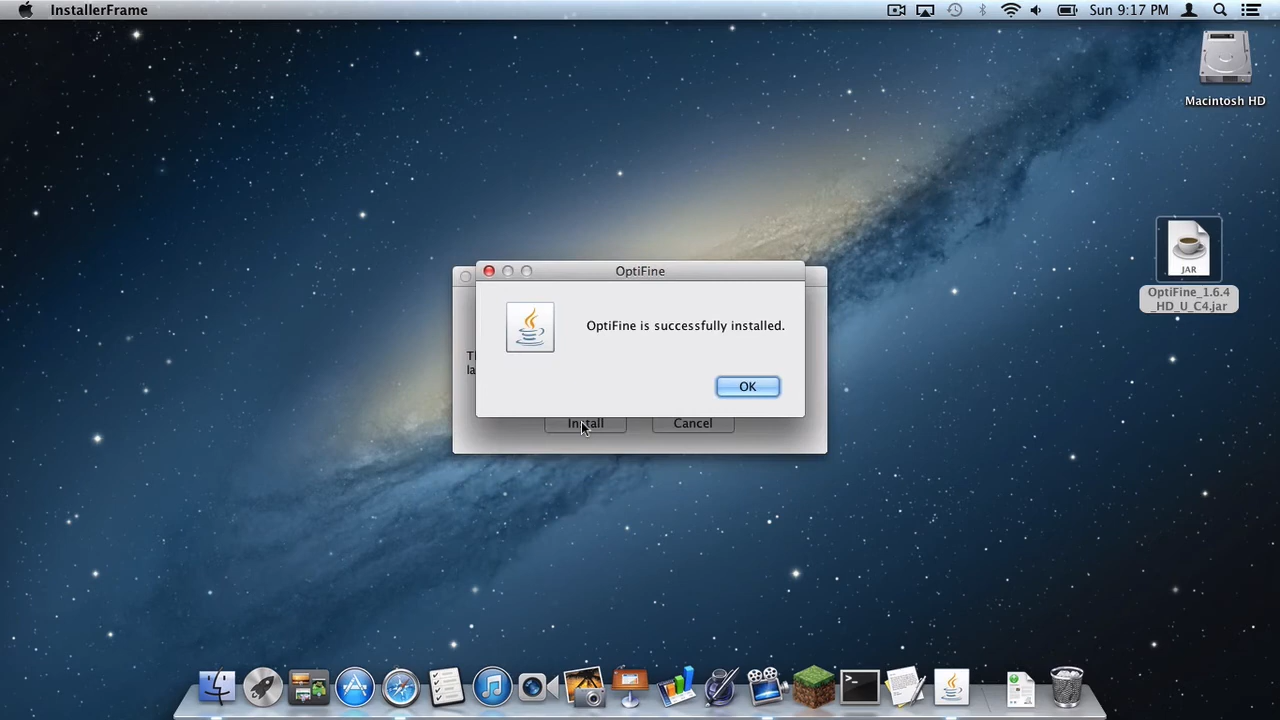 InstallerFrame
Sun 9:17 PM
Macintosh HD
JAR
OptiFine_1.6.4
_HD_U_C4.jar
OptiFine
OptiFine is successfully installed.
OK
Install
Cancel